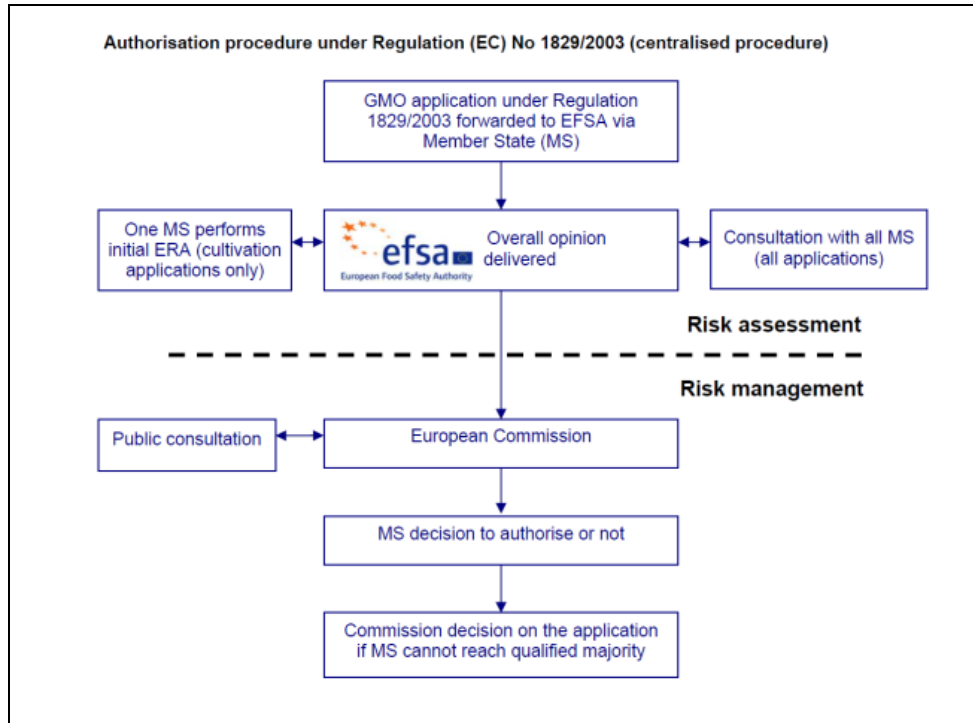 Authorisation procedure under Regulation (EC) No 1829/2003 (centralised procedure)
GMO application under Regulation
1829/2003 forwarded to EFSA via
Member State (MS)
One MS performs
initial ERA (cultivation
applications only)
efsa
European Food Safety Authority
Overall opinion
delivered
Consultation with all MS
(all applications)
Risk assessment
Risk management
Public consultation
European Commission
MS decision to authorise or not
Commission decision on the application
if MS cannot reach qualified majority